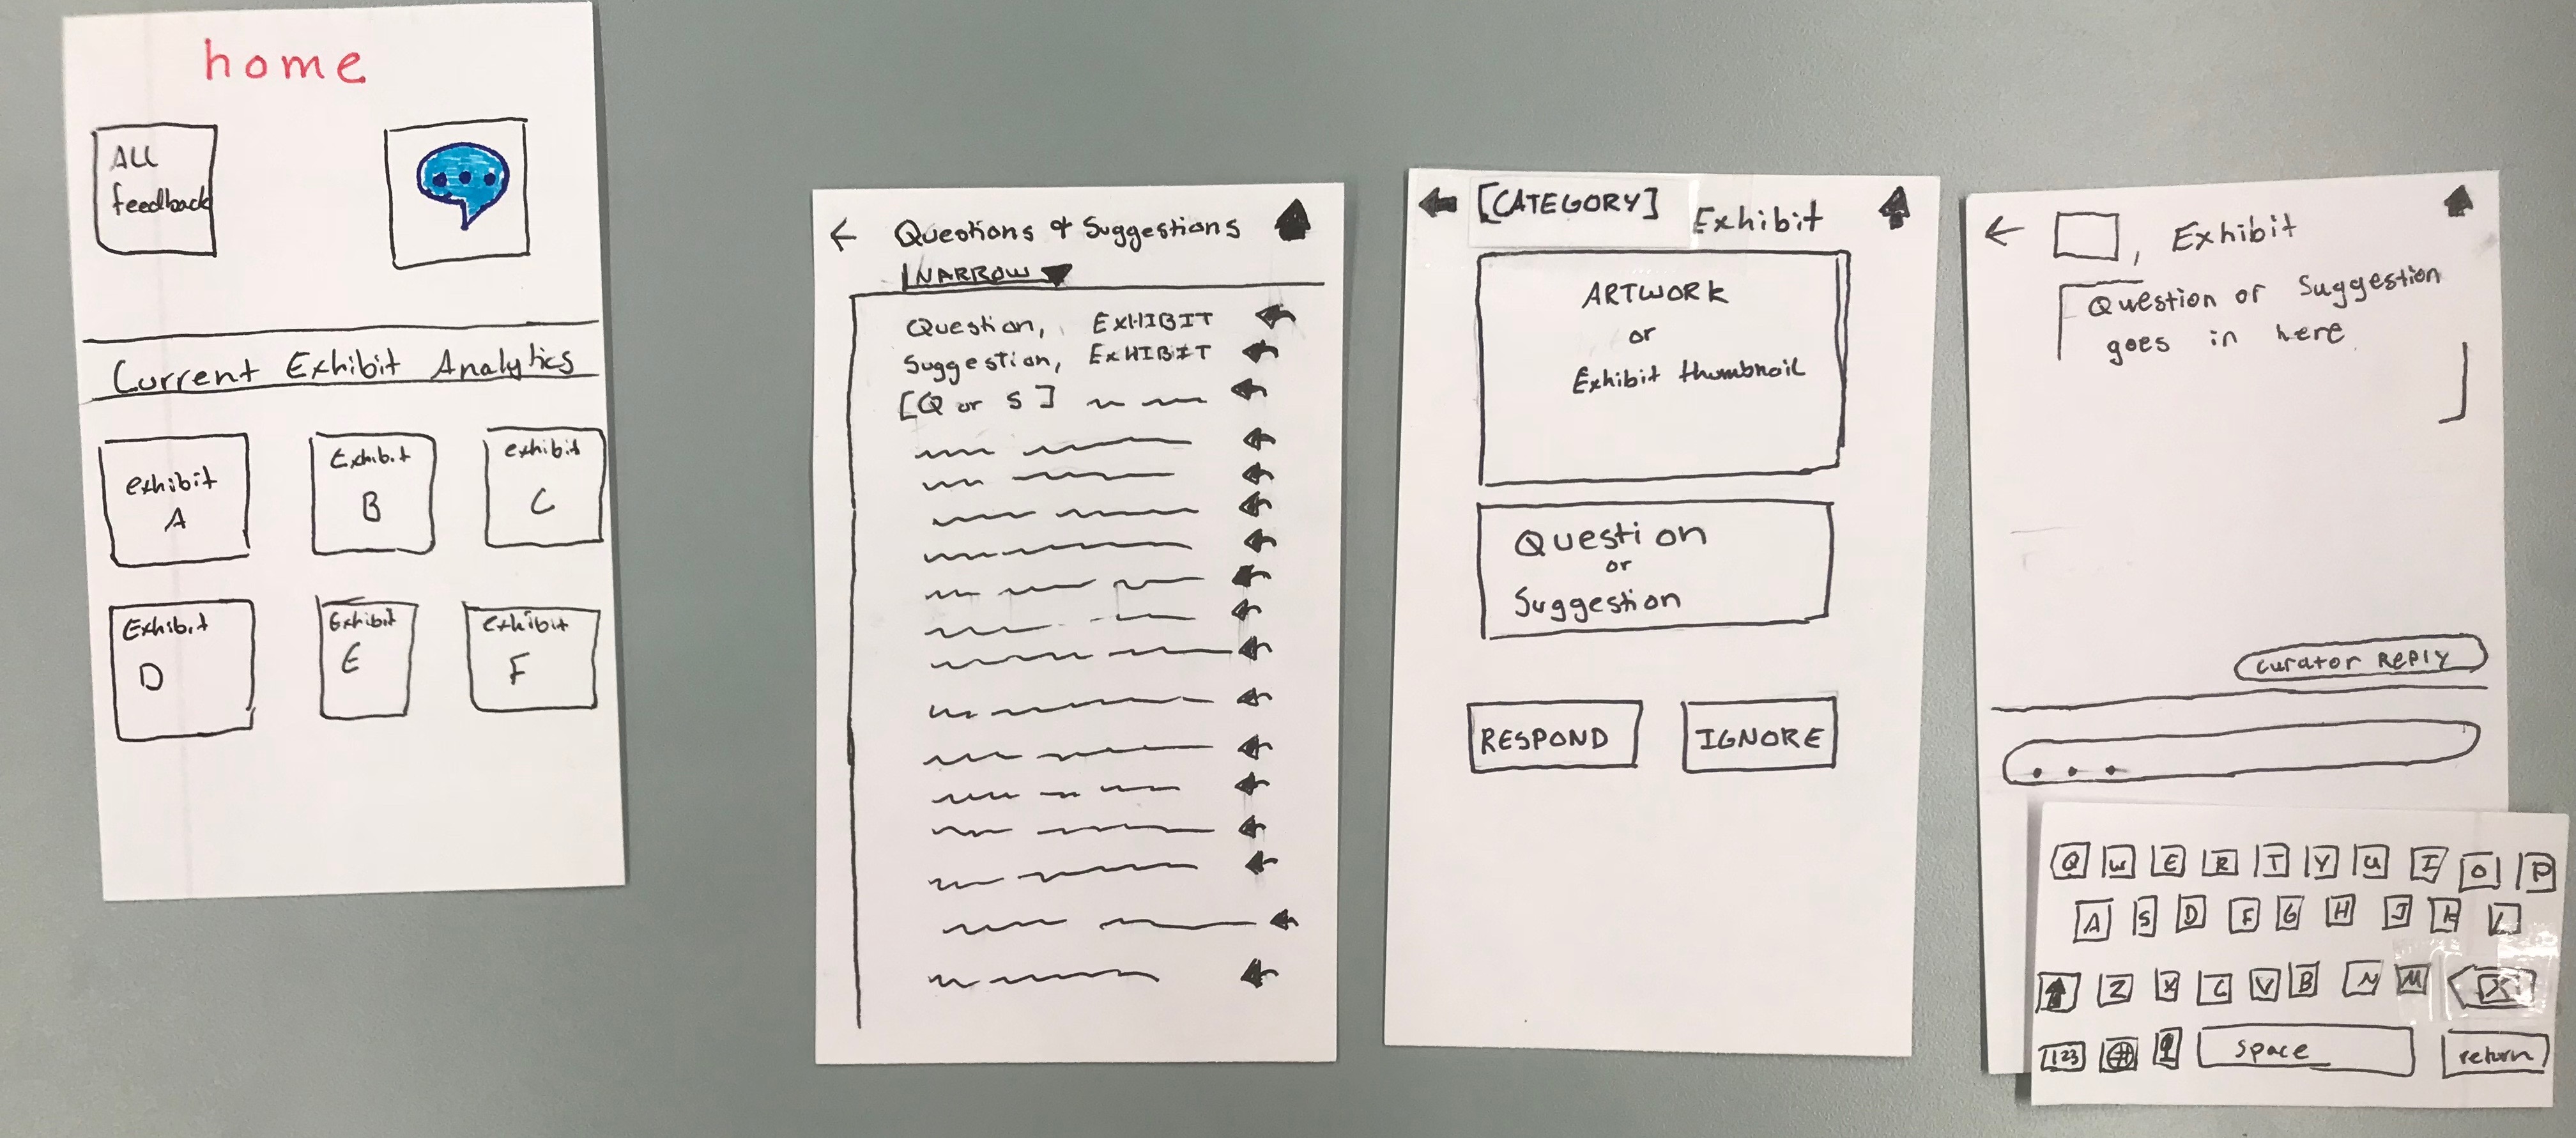 home
ALL
feedback
Current Exhibit Analytics
exhibit
A
Exhibit
B
exhibit
C
Exhibit
D
Exhibit
E
exhibit
F
Questions & Suggestions
NARROW
Question, EXHIBIT
Suggestion, EXHIBIT
[Q or S]
[CATEGORY] Exhibit
ARTWORK
or
Exhibit thumbnail
Question
or
Suggestion
RESPOND
IGNORE
, Exhibit
Question or Suggestion
goes in here
Curator REPLY
Q W E R T Y U I O P
A S D F G H J K L
Z X C V B N M
123 space return